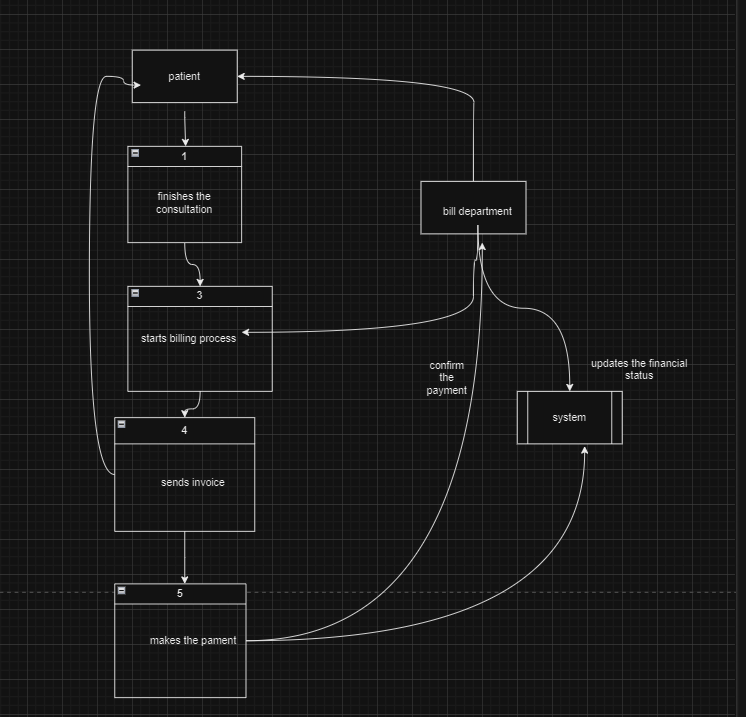 patient
1
finishes the
consultation
bill department
3
starts billing process
confirm
the
payment
updates the financial
status
system
4
sends invoice
5
makes the pament